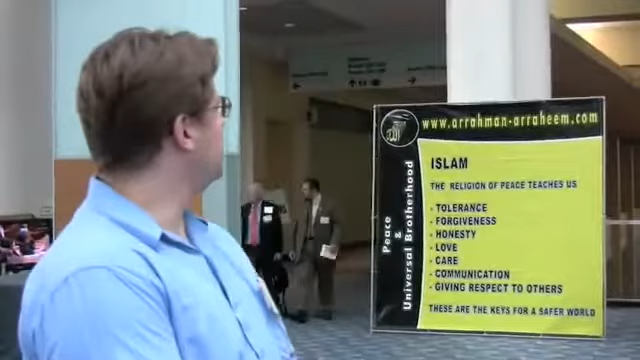 www.arrahman-arraheem.com
Peace
&
Universal Brotherhood
ISLAM
THE RELIGION OF PEACE TEACHES US
· TOLERANCE
· FORGIVENESS
· HONESTY
· LOVE
· CARE
· COMMUNICATION
· GIVING RESPECT TO OTHERS
THESE ARE THE KEYS FOR A SAFER WORLD